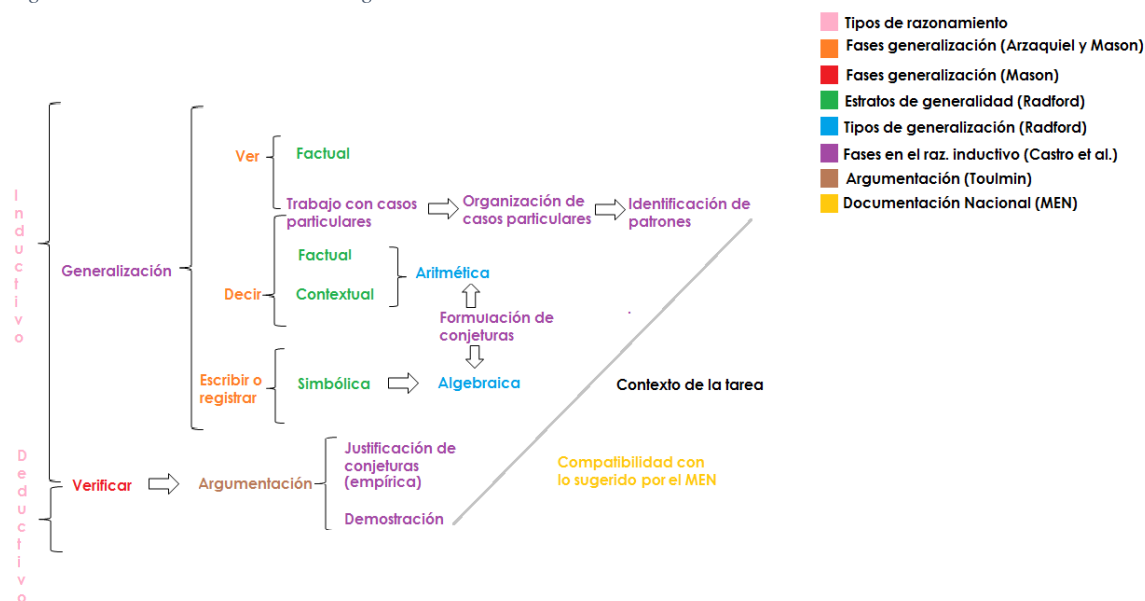 Tipos de razonamiento
Fases generalización (Arzaquiel y Mason)
Fases generalización (Mason)
Estratos de generalidad (Radford)
Tipos de generalización (Radford)
Fases en el raz. inductivo (Castro et al.)
Argumentación (Toulmin)
Documentación Nacional (MEN)
Inductivo
Generalización
Ver
Factual
Trabajo con casos
particulares
Organización de
casos particulares
Identificación de
patrones
Decir
Factual
Contextual
Aritmética
Formulación de
conjeturas
Escribir o
registrar
Simbólica
Algebraica
Contexto de la tarea
Deductivo
Verificar
Argumentación
Justificación de
conjeturas
(empírica)
Demostración
Compatibilidad con
lo sugerido por el MEN